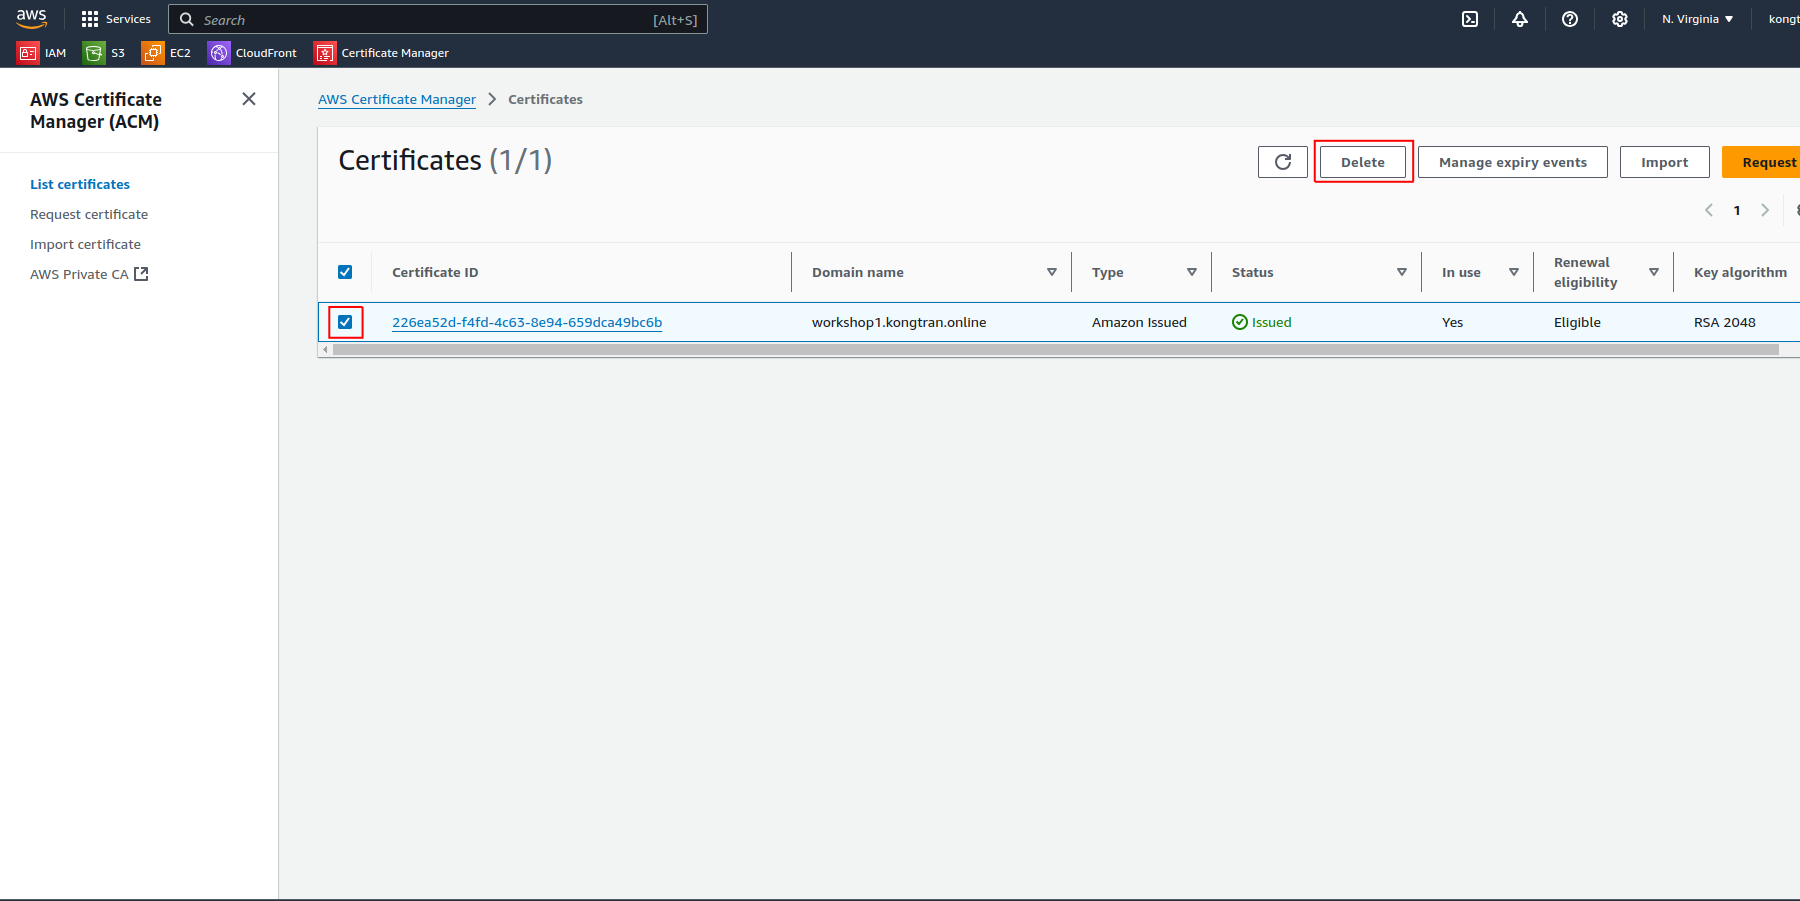 aws
Services
Search
[Alt+S]
N. Virginia
kongt
IAM
S3
EC2
CloudFront
Certificate Manager
AWS Certificate
Manager (ACM)
List certificates
Request certificate
Import certificate
AWS Private CA
AWS Certificate Manager
Certificates
Certificates (1/1)
Delete
Manage expiry events
Import
Request
1
Certificate ID
Domain name
Type
Status
In use
Renewal
eligibility
Key algorithm
226ea52d-f4fd-4c63-8e94-659dca49bc6b
workshop1.kongtran.online
Amazon Issued
Issued
Yes
Eligible
RSA 2048